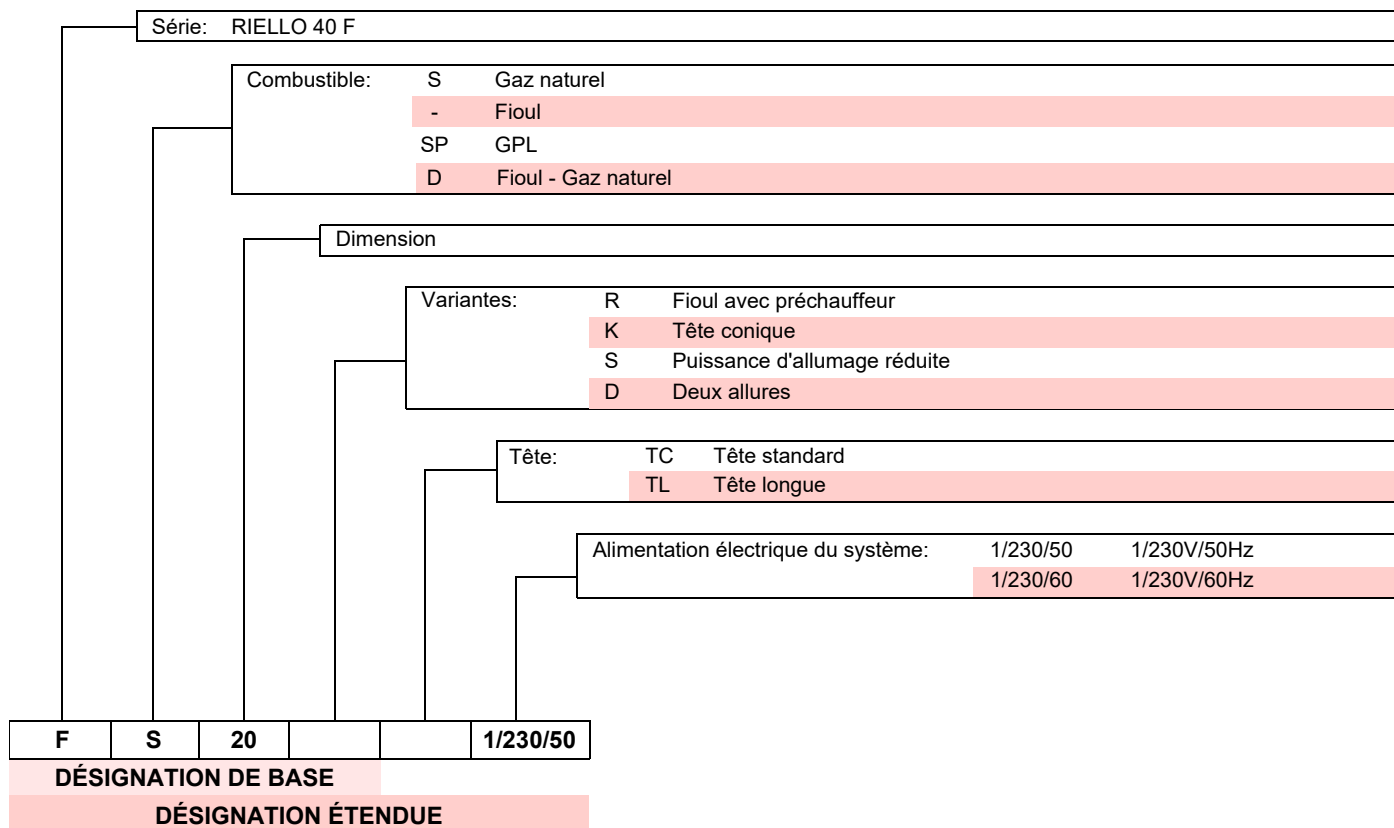 Série: RIELLO 40 F
Combustible: S Gaz naturel
- Fioul
SP GPL
D Fioul - Gaz naturel
Dimension
Variantes: R Fioul avec préchauffeur
K Tête conique
S Puissance d'allumage réduite
D Deux allures
Tête: TC Tête standard
TL Tête longue
Alimentation électrique du système: 1/230/50 1/230V/50Hz
1/230/60 1/230V/60Hz
F S 20 1/230/50
DÉSIGNATION DE BASE
DÉSIGNATION ÉTENDUE